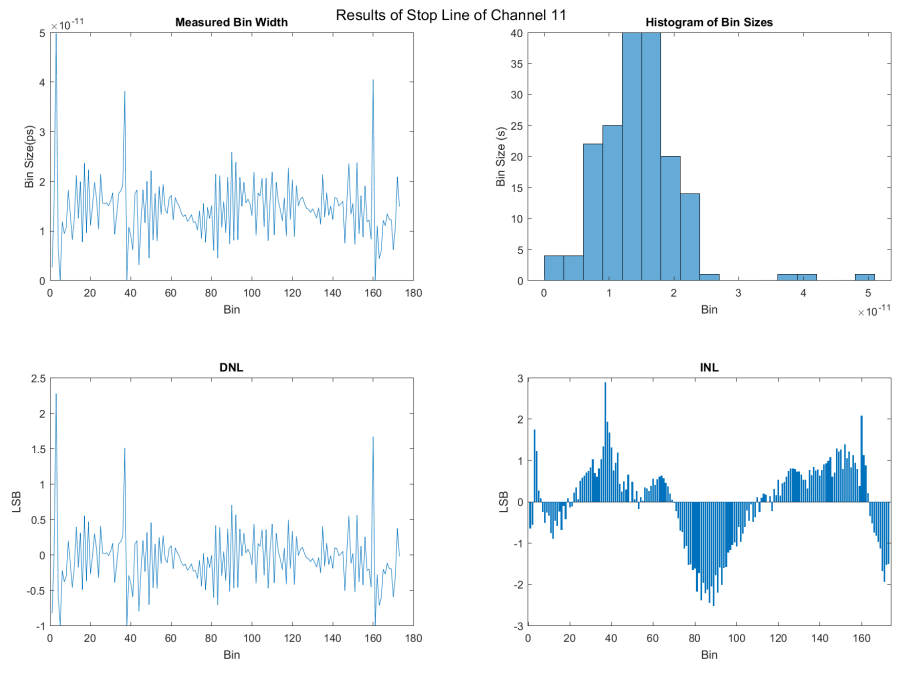 Results of Stop Line of Channel 11
Measured Bin Width
×10^-11
5
4
3
2
1
0
Bin Size(ps)
0 20 40 60 80 100 120 140 160 180
Bin
Histogram of Bin Sizes
40
35
30
25
20
15
10
5
0
Bin Size (s)
0 1 2 3 4 5
×10^-11
Bin
DNL
2.5
2
1.5
1
0.5
0
-0.5
-1
LSB
0 20 40 60 80 100 120 140 160 180
Bin
INL
3
2
1
0
-1
-2
-3
LSB
0 20 40 60 80 100 120 140 160
Bin